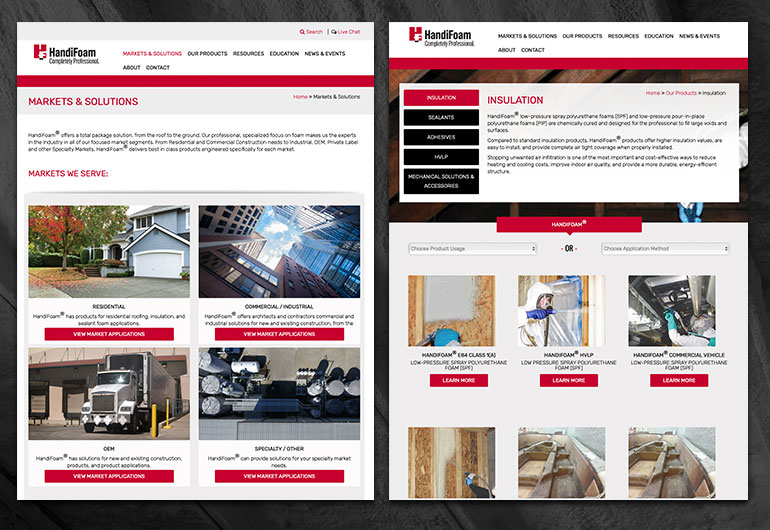 Search | Live Chat
HandiFoam®
Completely Professional.
MARKETS & SOLUTIONS OUR PRODUCTS RESOURCES EDUCATION NEWS & EVENTS
ABOUT CONTACT
MARKETS & SOLUTIONS
Home » Markets & Solutions
HandiFoam® offers a total package solution, from the roof to the ground. Our professional, specialized focus on foam makes us the experts
in the industry in all of our focused market segments. From Residential and Commercial Construction needs to Industrial, OEM, Private Label
and other Specialty Markets, HandiFoam® delivers best in class products engineered specifically for each market.
MARKETS WE SERVE:
RESIDENTIAL
HandiFoam® has products for residential roofing, insulation, and
sealant foam applications.
VIEW MARKET APPLICATIONS
COMMERCIAL / INDUSTRIAL
HandiFoam® offers architects and contractors commercial and
industrial solutions for new and existing construction, from the
VIEW MARKET APPLICATIONS
OEM
HandiFoam® has solutions for new and existing construction,
products, and product applications.
VIEW MARKET APPLICATIONS
SPECIALTY / OTHER
HandiFoam® can provide solutions for your specialty market
needs.
VIEW MARKET APPLICATIONS
HandiFoam®
Completely Professional.
MARKETS & SOLUTIONS OUR PRODUCTS RESOURCES EDUCATION NEWS & EVENTS
ABOUT CONTACT
INSULATION
SEALANTS
ADHESIVES
HVLP
MECHANICAL SOLUTIONS &
ACCESSORIES
Home » Our Products » Insulation
INSULATION
HandiFoam® low-pressure spray polyurethane foams (SPF) and low-pressure pour-in-place
polyurethane foams (PIP) are chemically cured and designed for the professional to fill large voids and
surfaces.
Compared to standard insulation products, HandiFoam® products offer higher insulation values, are
easy to install, and provide complete air tight coverage when properly installed.
Stopping unwanted air infiltration is one of the most important and cost-effective ways to reduce
heating and cooling costs, improve indoor air quality, and provide a more durable, energy-efficient
structure.
HANDIFOAM®
Choose Product Usage
- OR -
Choose Application Method
HANDIFOAM® E84 CLASS 1(A)
LOW-PRESSURE SPRAY POLYURETHANE
FOAM (SPF)
LEARN MORE
HANDIFOAM® HVLP
LOW PRESSURE SPRAY POLYURETHANE
FOAM (SPF)
LEARN MORE
HANDIFOAM® COMMERCIAL VEHICLE
LOW-PRESSURE SPRAY POLYURETHANE
FOAM (SPF)
LEARN MORE